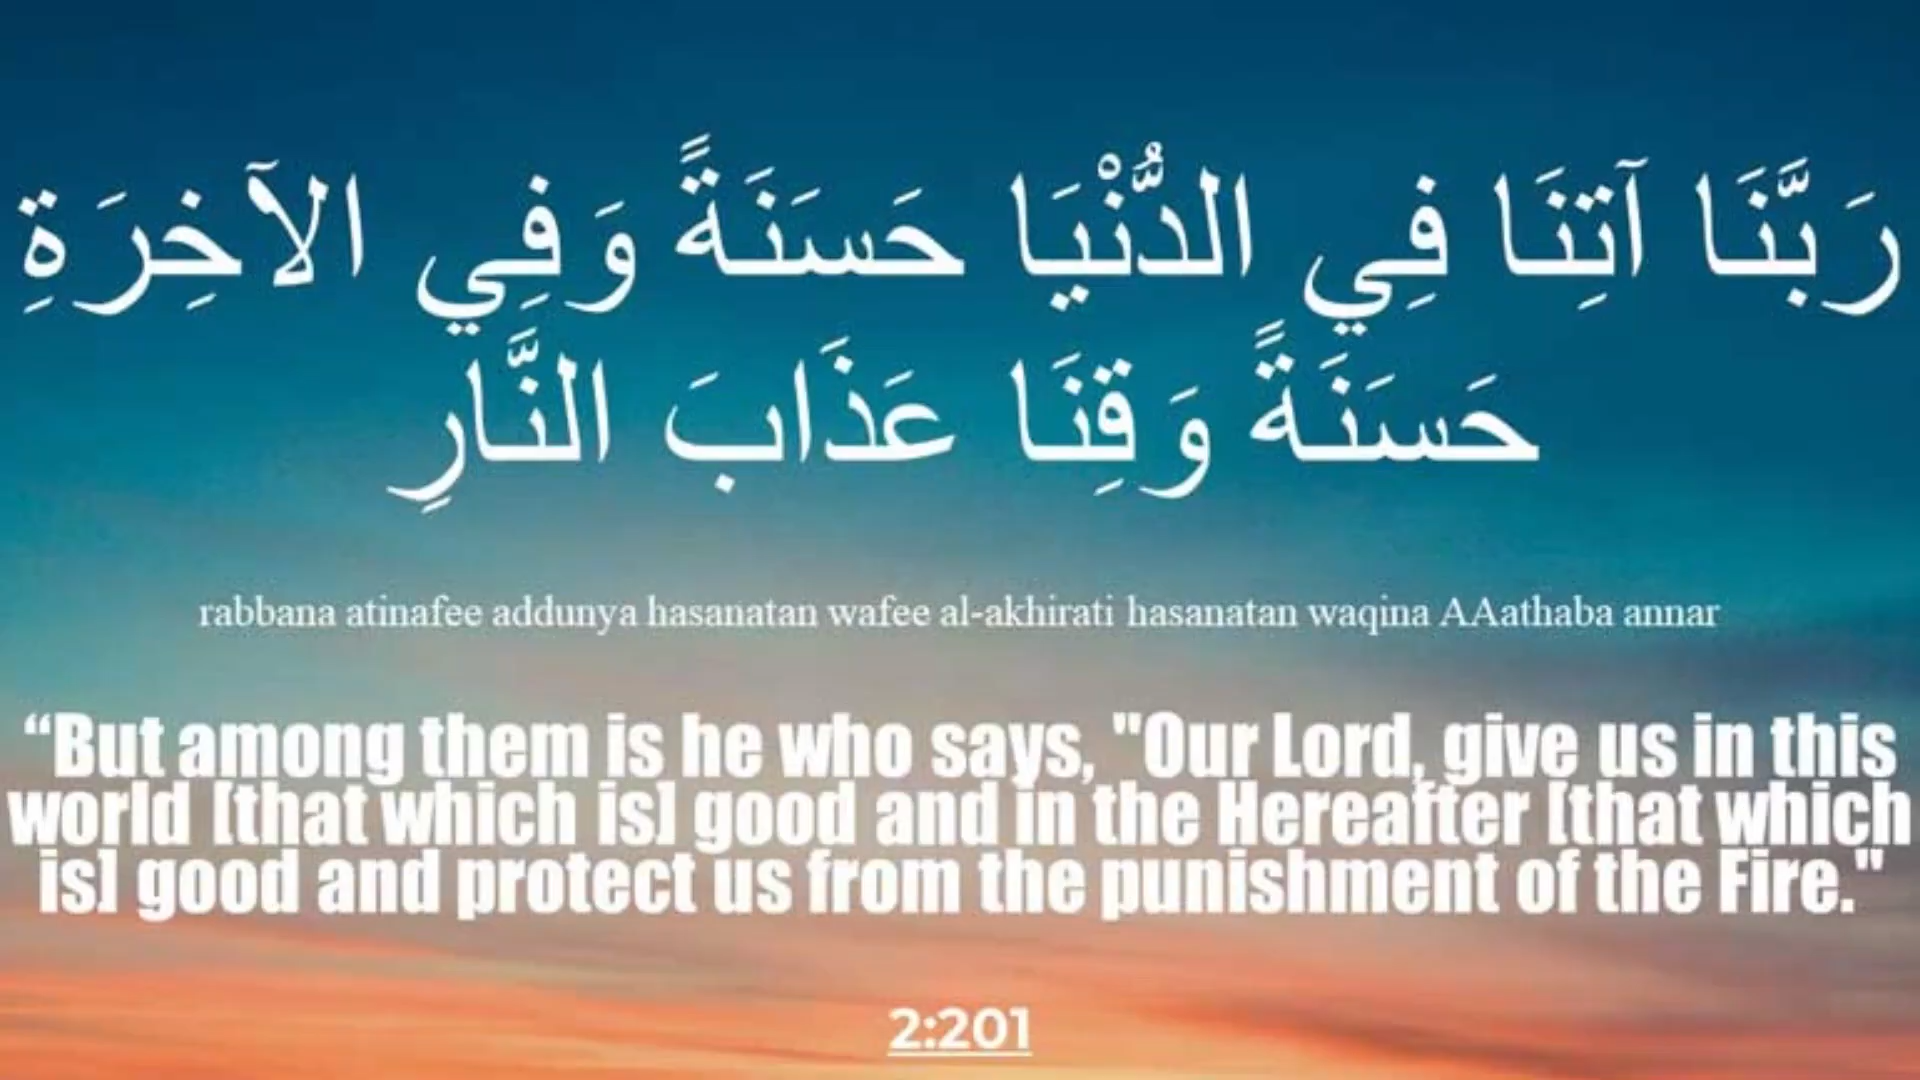 رَبَّنَا آتِنَا فِي الدُّنْيَا حَسَنَةً وَفِي الآخِرَةِ
حَسَنَةً وَقِنَا عَذَابَ النَّارِ
rabbana atinafee addunya hasanatan wafee al-akhirati hasanatan waqina AAathaba annar
“But among them is he who says, "Our Lord, give us in this
world [that which is] good and in the Hereafter [that which
is] good and protect us from the punishment of the Fire."
2:201